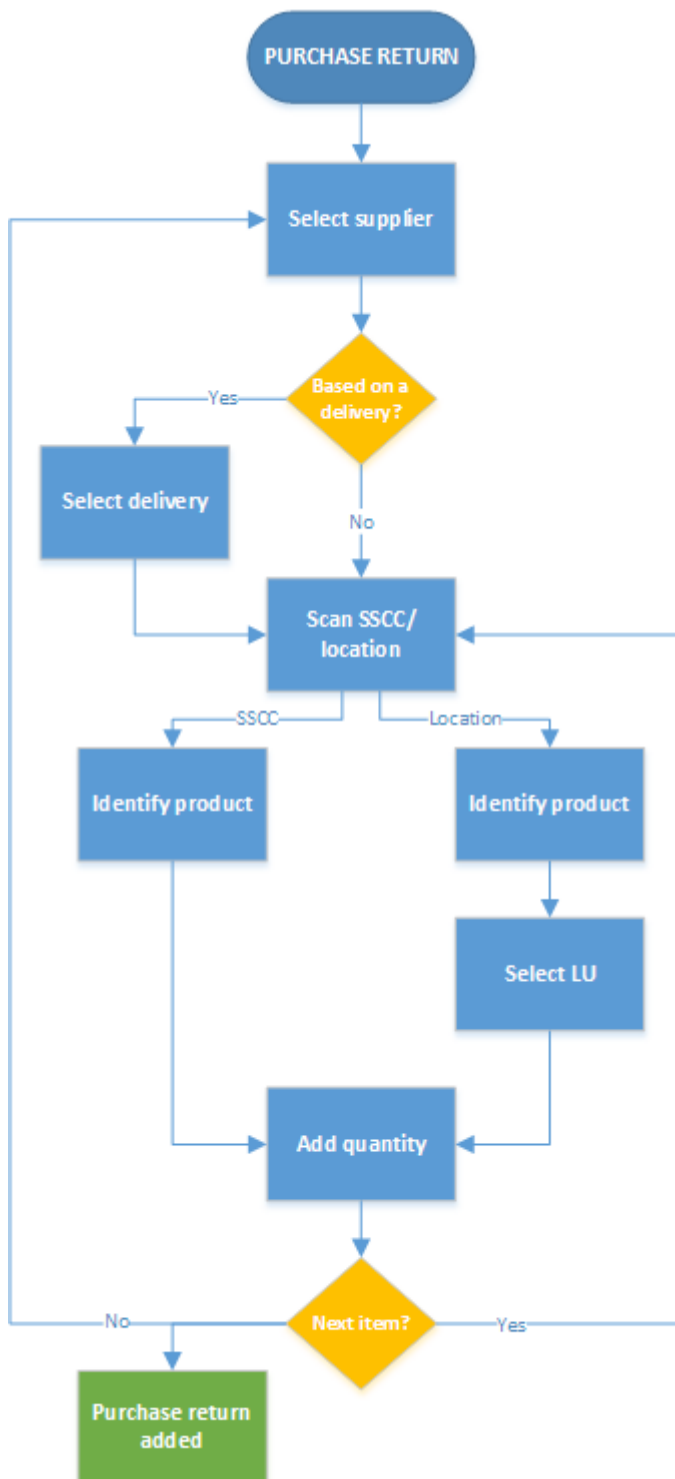 PURCHASE RETURN
Select supplier
Based on a
delivery?
Yes
Select delivery
No
Scan SSCC/
location
SSCC
Location
Identify product
Identify product
Select LU
Add quantity
Next item?
No
Yes
Purchase return
added